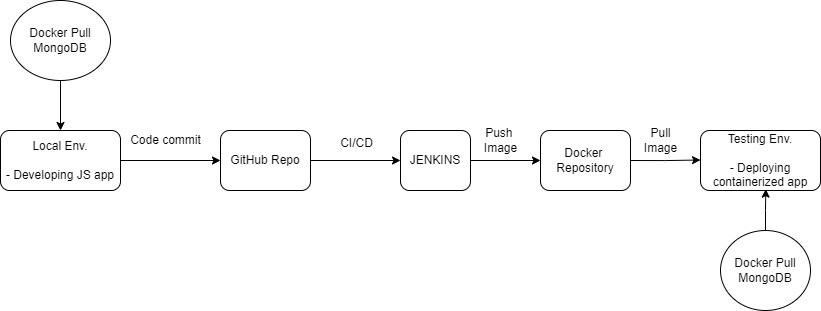 Docker Pull
MongoDB
Local Env.
- Developing JS app
Code commit
GitHub Repo
CI/CD
JENKINS
Push
Image
Docker
Repository
Pull
Image
Testing Env.
- Deploying
containerized app
Docker Pull
MongoDB